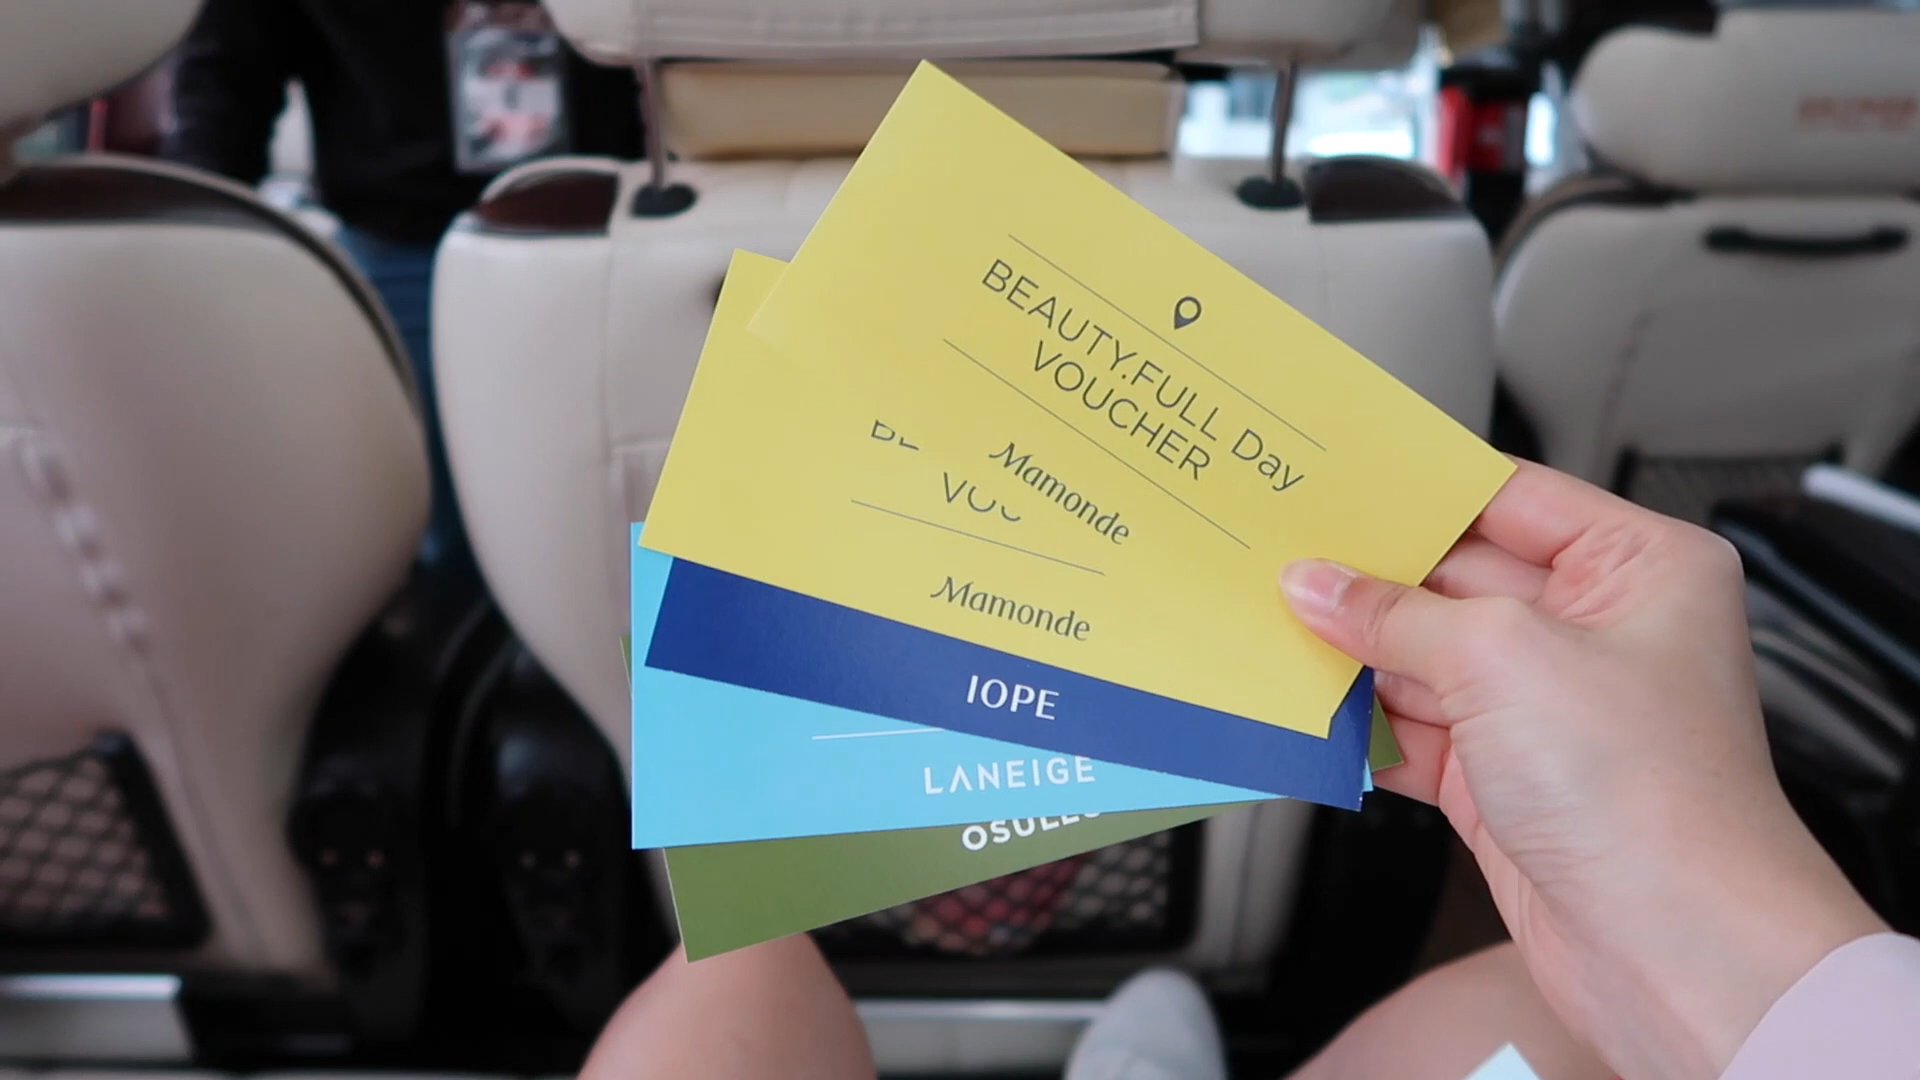 BEAUTY.FULL Day
VOUCHER
Mamonde
Mamonde
IOPE
LANEIGE